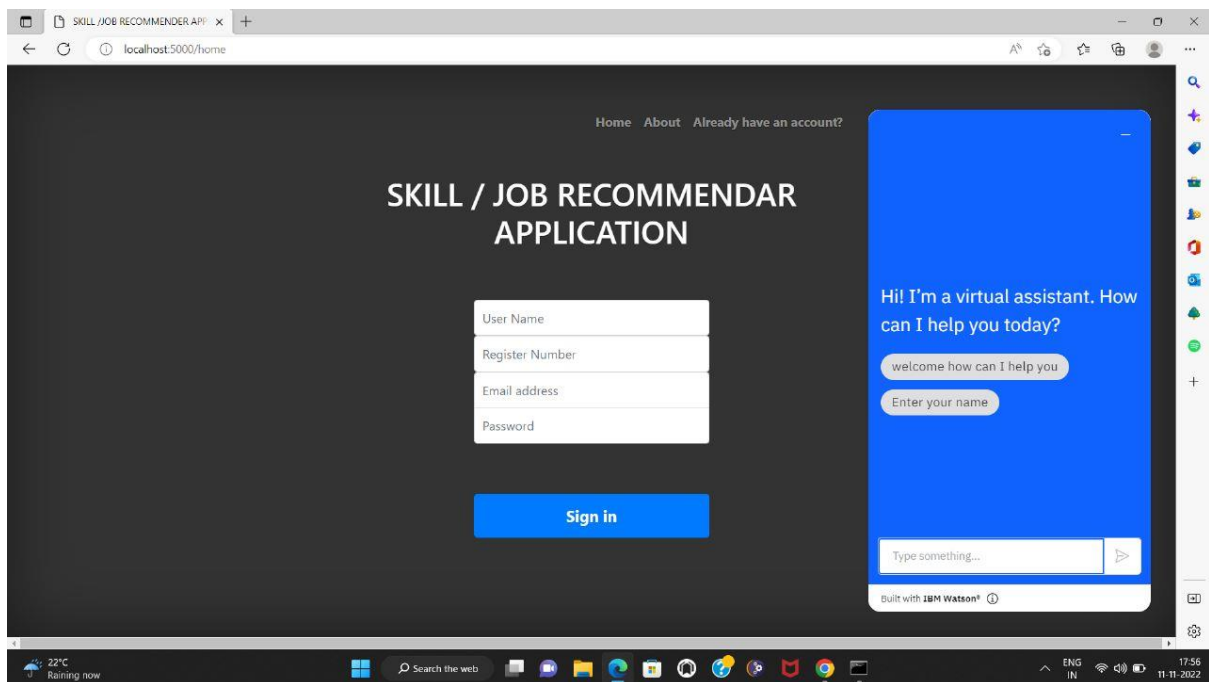 SKILL /JOB RECOMMENDER APP
localhost:5000/home
Home About Already have an account?
SKILL / JOB RECOMMENDAR
APPLICATION
User Name
Register Number
Email address
Password
Sign in
Hi! I'm a virtual assistant. How
can I help you today?
welcome how can I help you
Enter your name
Type something...
Built with IBM Watson®
22°C
Raining now
Search the web
ENG
IN
17:56
11-11-2022